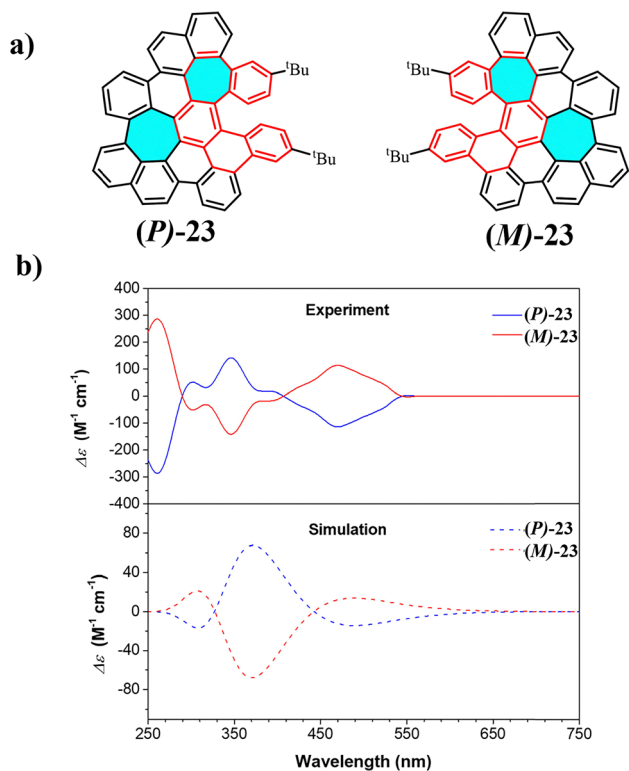 a)
tBu
tBu
tBu
tBu
(P)-23
(M)-23
b)
Experiment
(P)-23
(M)-23
400
300
200
100
0
-100
-200
-300
-400
Δε (M-1 cm-1)
Simulation
(P)-23
(M)-23
80
40
0
-40
-80
Δε (M-1 cm-1)
250 350 450 550 650 750
Wavelength (nm)